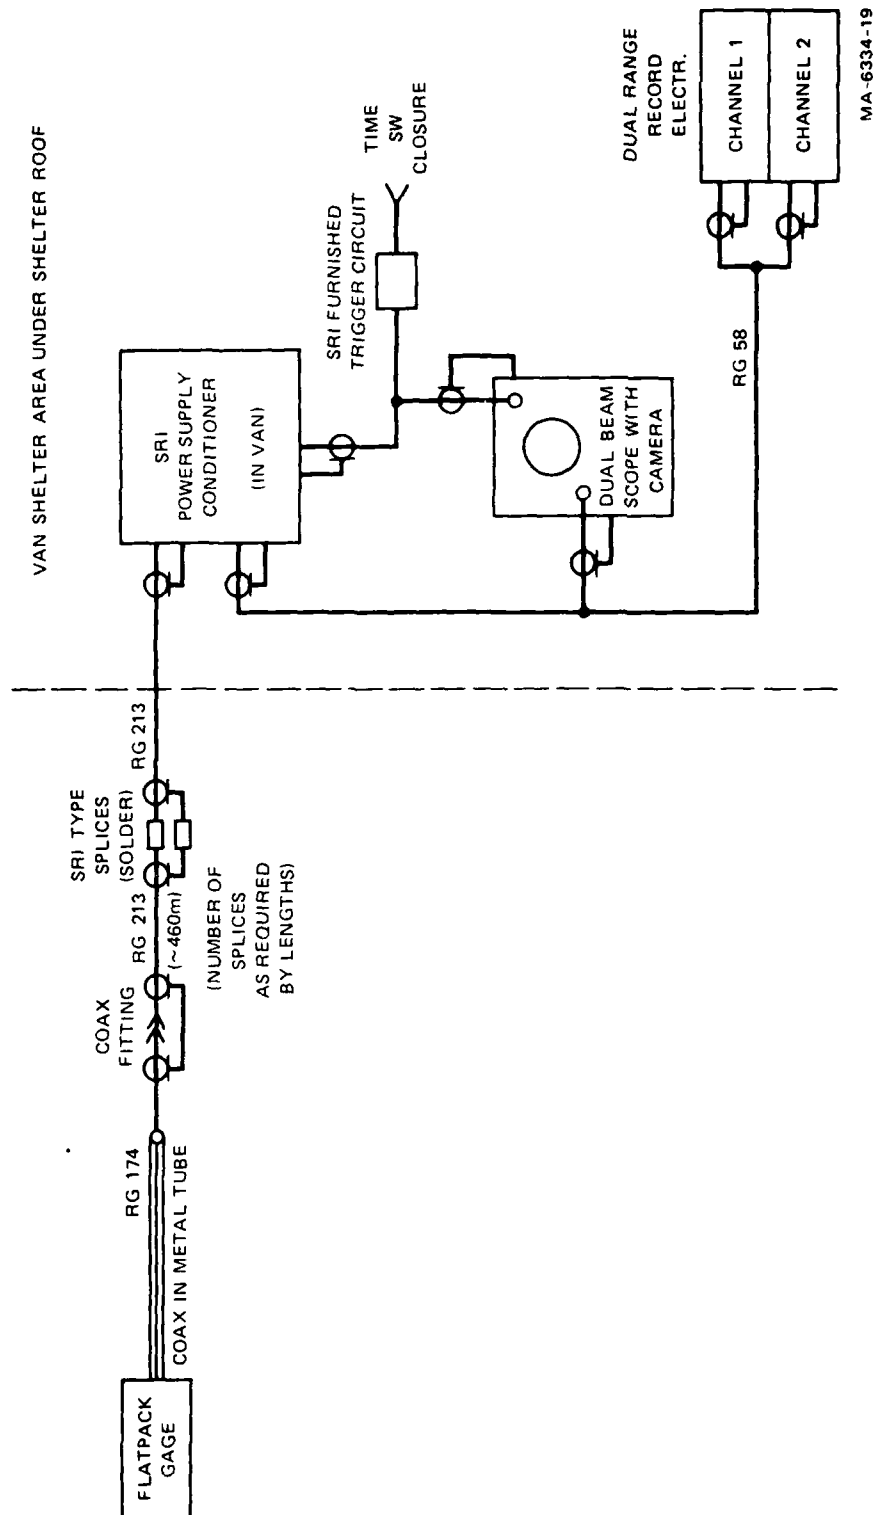 VAN SHELTER AREA UNDER SHELTER ROOF
FLATPACK
GAGE
RG 174
COAX IN METAL TUBE
COAX
FITTING
RG 213
(~460m)
SRI TYPE
SPLICES
(SOLDER)
(NUMBER OF
SPLICES
AS REQUIRED
BY LENGTHS)
RG 213
SRI
POWER SUPPLY
CONDITIONER
(IN VAN)
SRI FURNISHED
TRIGGER CIRCUIT
TIME
SW
CLOSURE
DUAL BEAM
SCOPE WITH
CAMERA
RG 58
DUAL RANGE
RECORD
ELECTR.
CHANNEL 1
CHANNEL 2
MA-6334-19